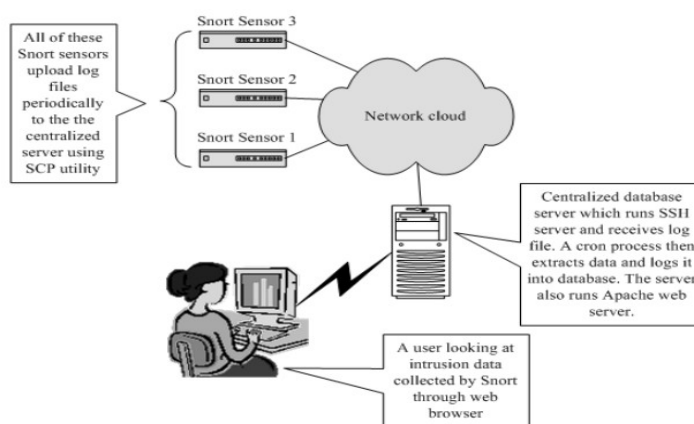 All of these
Snort sensors
upload log
files
periodically
to the the
centralized
server using
SCP utility
Snort Sensor 3
Snort Sensor 2
Snort Sensor 1
Network cloud
Centralized database
server which runs SSH
server and receives log
file. A cron process then
extracts data and logs it
into database. The server
also runs Apache web
server.
A user looking at
intrusion data
collected by Snort
through web
browser